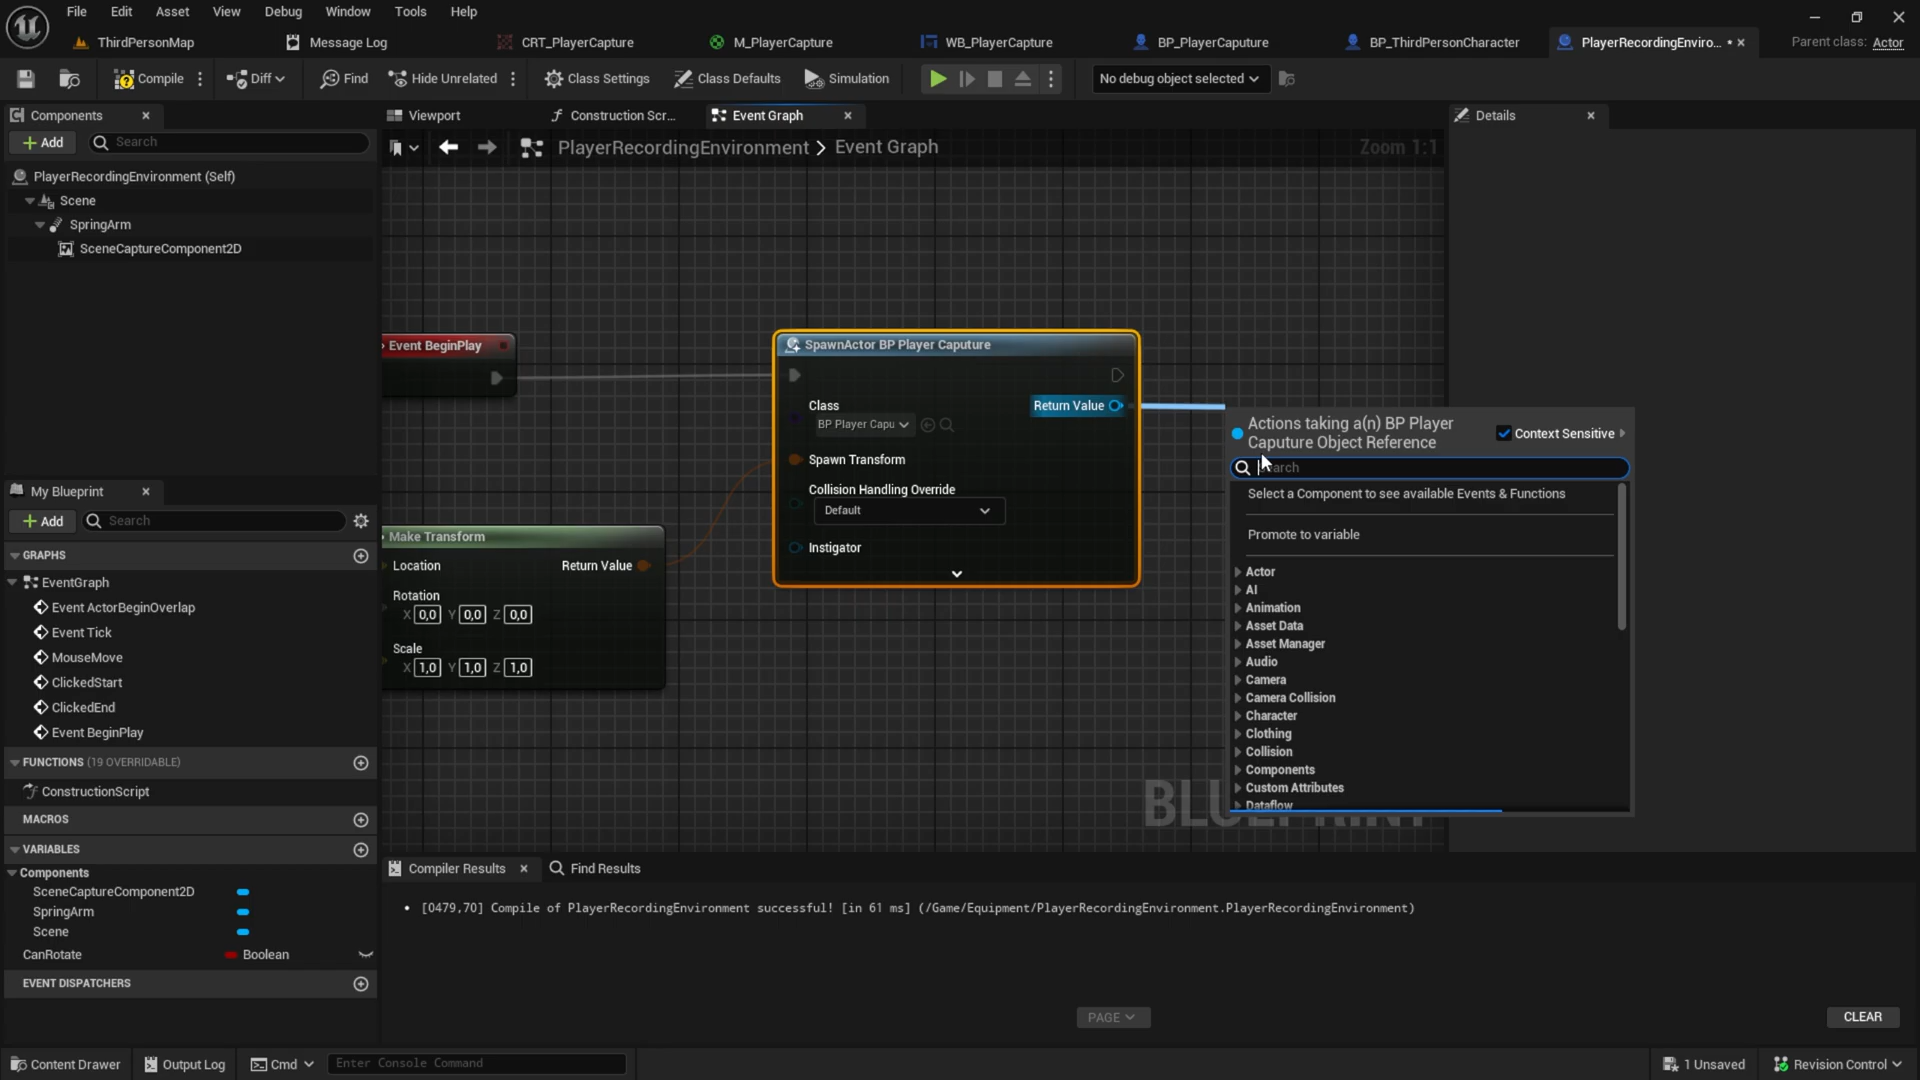 File Edit Asset View Debug Window Tools Help
ThirdPersonMap Message Log CRT_PlayerCapture M_PlayerCapture WB_PlayerCapture BP_PlayerCaputure BP_ThirdPersonCharacter PlayerRecordingEnviro... • Parent class: Actor
Compile Diff Find Hide Unrelated Class Settings Class Defaults Simulation No debug object selected
Components
Add Search
PlayerRecordingEnvironment (Self)
Scene
SpringArm
SceneCaptureComponent2D
My Blueprint
Add Search
GRAPHS
EventGraph
Event ActorBeginOverlap
Event Tick
MouseMove
ClickedStart
ClickedEnd
Event BeginPlay
FUNCTIONS (19 OVERRIDABLE)
ConstructionScript
MACROS
VARIABLES
Components
SceneCaptureComponent2D
SpringArm
Scene
CanRotate Boolean
EVENT DISPATCHERS
Viewport Construction Scr... Event Graph
PlayerRecordingEnvironment > Event Graph Zoom 1:1
Event BeginPlay
Make Transform
Location Return Value
Rotation
X 0,0 Y 0,0 Z 0,0
Scale
X 1,0 Y 1,0 Z 1,0
SpawnActor BP Player Caputure
Class Return Value
BP Player Capu
Spawn Transform
Collision Handling Override
Default
Instigator
Actions taking a(n) BP Player
Caputure Object Reference
Context Sensitive
Search
Select a Component to see available Events & Functions
Promote to variable
Actor
AI
Animation
Asset Data
Asset Manager
Audio
Camera
Camera Collision
Character
Clothing
Collision
Components
Custom Attributes
Dataflow
BLUEPRINT
Details
Compiler Results Find Results
• [0479,70] Compile of PlayerRecordingEnvironment successful! [in 61 ms] (/Game/Equipment/PlayerRecordingEnvironment.PlayerRecordingEnvironment)
PAGE CLEAR
Content Drawer Output Log Cmd Enter Console Command 1 Unsaved Revision Control